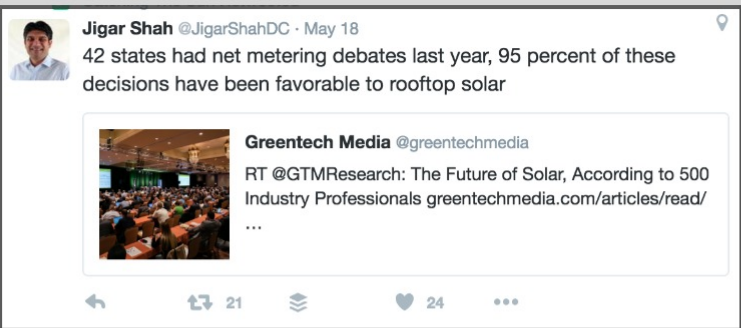 Jigar Shah @JigarShahDC · May 18
42 states had net metering debates last year, 95 percent of these
decisions have been favorable to rooftop solar
Greentech Media @greentechmedia
RT @GTMResearch: The Future of Solar, According to 500
Industry Professionals greentechmedia.com/articles/read/
...
21
24